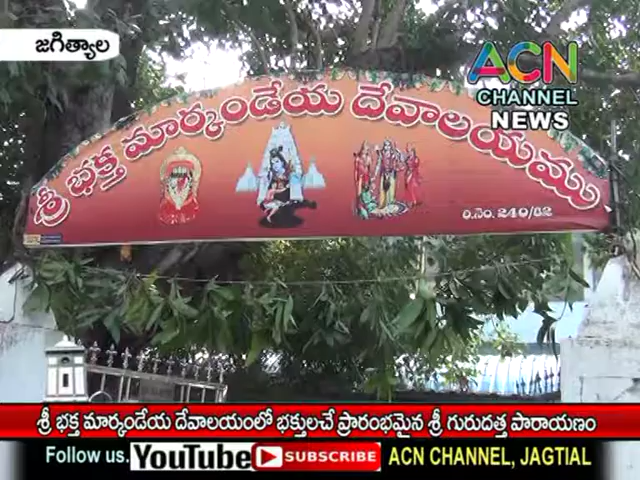 జగిత్యాల
ACN
CHANNEL
NEWS
శ్రీ భక్త మార్కండేయ దేవాలయము
రి.నెం. 240/82
శ్రీ భక్త మార్కండేయ దేవాలయంలో భక్తులచే ప్రారంభమైన శ్రీ గురుదత్త పారాయణం
Follow us. YouTube SUBSCRIBE ACN CHANNEL, JAGTIAL